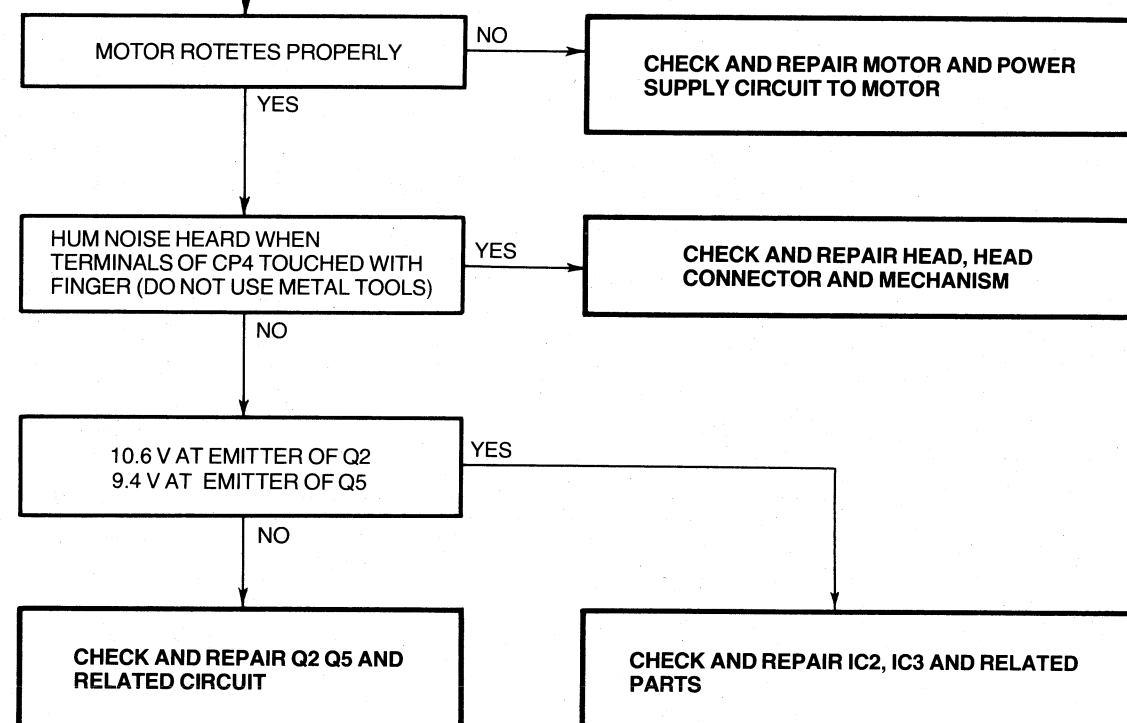 MOTOR ROTETES PROPERLY
NO
CHECK AND REPAIR MOTOR AND POWER
SUPPLY CIRCUIT TO MOTOR
YES
HUM NOISE HEARD WHEN
TERMINALS OF CP4 TOUCHED WITH
FINGER (DO NOT USE METAL TOOLS)
YES
CHECK AND REPAIR HEAD, HEAD
CONNECTOR AND MECHANISM
NO
10.6 V AT EMITTER OF Q2
9.4 V AT EMITTER OF Q5
YES
NO
CHECK AND REPAIR Q2 Q5 AND
RELATED CIRCUIT
CHECK AND REPAIR IC2, IC3 AND RELATED
PARTS